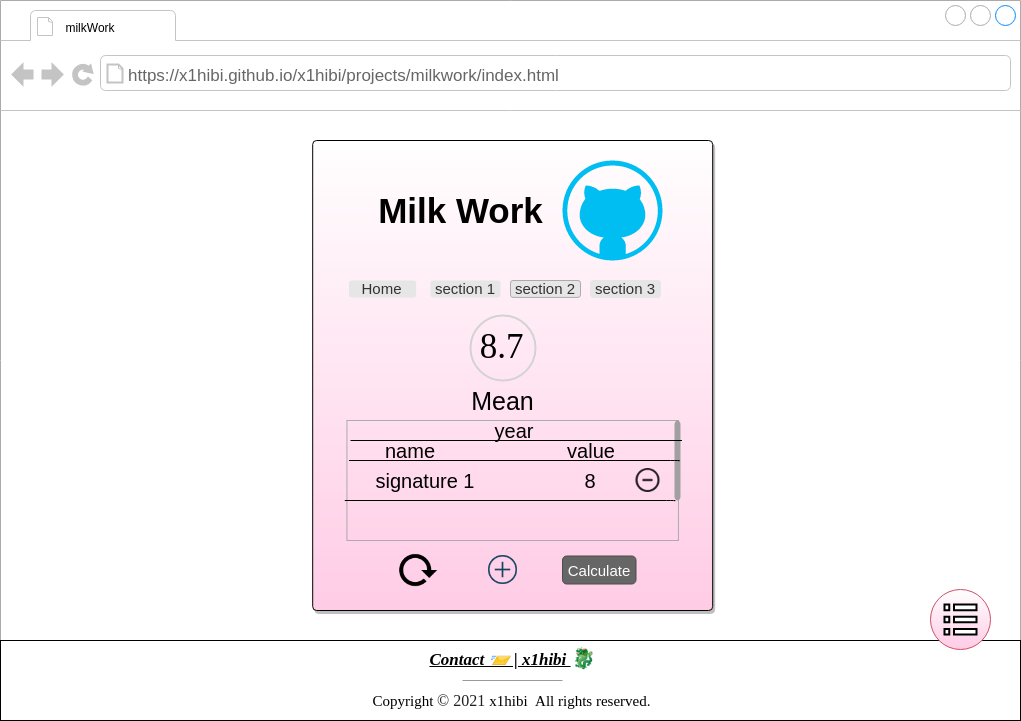 milkWork
https://x1hibi.github.io/x1hibi/projects/milkwork/index.html
Milk Work
Home section 1 section 2 section 3
8.7
Mean
year
name value
signature 1 8
Calculate
Contact | x1hibi
Copyright © 2021 x1hibi All rights reserved.